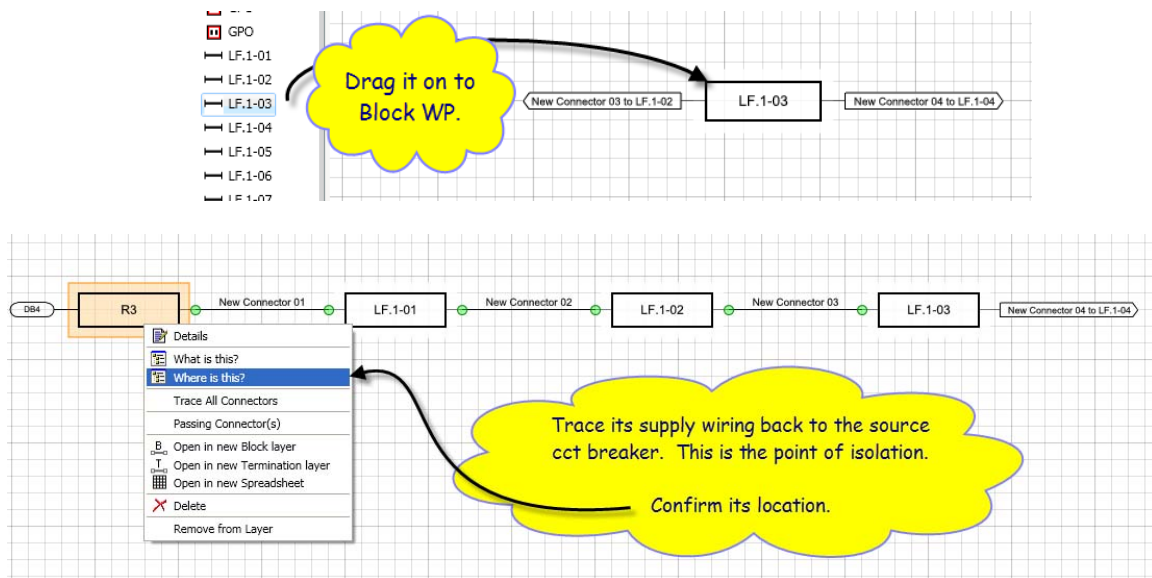 GPO
LF.1-01
LF.1-02
LF.1-03
LF.1-04
LF.1-05
LF.1-06
Drag it on to
Block WP.
New Connector 03 to LF.1-02
LF.1-03
New Connector 04 to LF.1-04
DB4
R3
New Connector 01
LF.1-01
New Connector 02
LF.1-02
New Connector 03
LF.1-03
New Connector 04 to LF.1-04
Details
What is this?
Where is this?
Trace All Connectors
Passing Connector(s)
B Open in new Block layer
T Open in new Termination layer
Open in new Spreadsheet
Delete
Remove from Layer
Trace its supply wiring back to the source
cct breaker. This is the point of isolation.
Confirm its location.